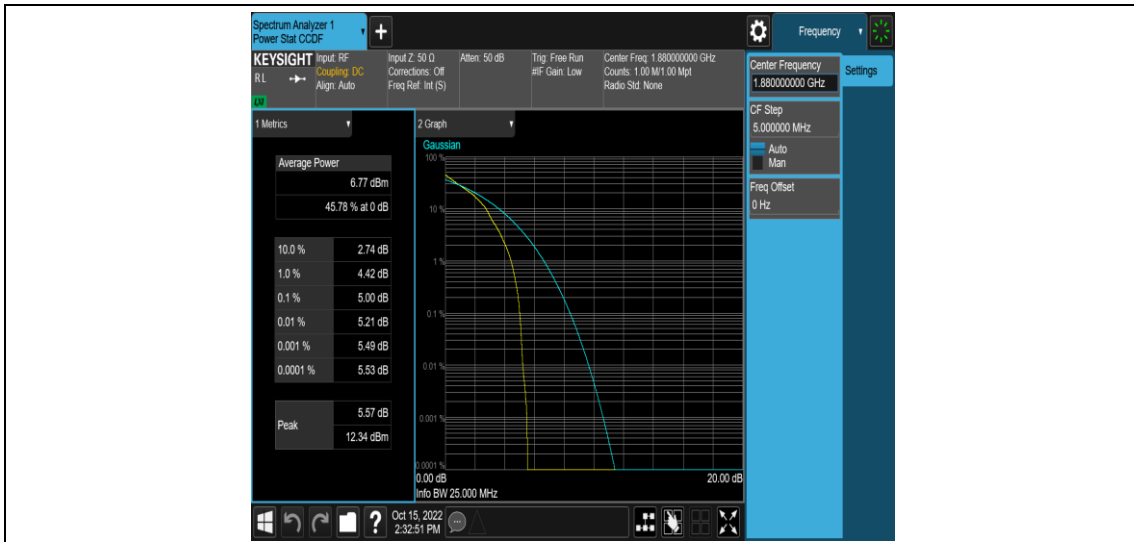 Spectrum Analyzer 1
Power Stat CCDF
+
Frequency
KEYSIGHT
RL
LXI
Input: RF
Coupling: DC
Align: Auto
Input Z: 50 Ω
Corrections: Off
Freq Ref: Int (S)
Atten: 50 dB
Trig: Free Run
#IF Gain: Low
Center Freq: 1.880000000 GHz
Counts: 1.00 M/1.00 Mpt
Radio Std: None
Center Frequency
1.880000000 GHz
Settings
CF Step
5.000000 MHz
Auto
Man
Freq Offset
0 Hz
1 Metrics
Average Power
6.77 dBm
45.78 % at 0 dB
10.0 % 2.74 dB
1.0 % 4.42 dB
0.1 % 5.00 dB
0.01 % 5.21 dB
0.001 % 5.49 dB
0.0001 % 5.53 dB
Peak
5.57 dB
12.34 dBm
2 Graph
Gaussian
100 %
10 %
1 %
0.1 %
0.01 %
0.001 %
0.0001 %
0.00 dB 20.00 dB
Info BW 25.000 MHz
?
Oct 15, 2022
2:32:51 PM